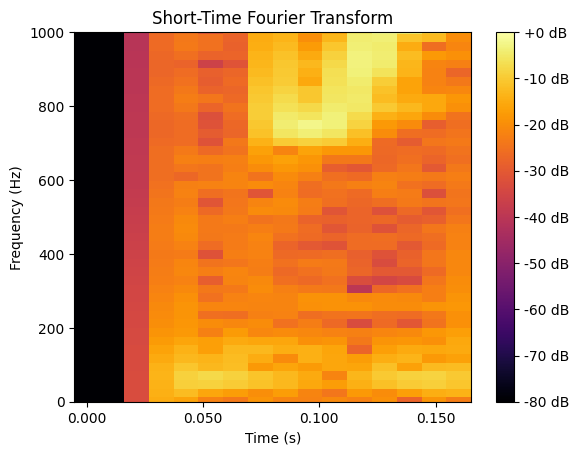 Short-Time Fourier Transform
1000
800
600
400
200
0
Frequency (Hz)
0.000
0.050
0.100
0.150
Time (s)
+0 dB
-10 dB
-20 dB
-30 dB
-40 dB
-50 dB
-60 dB
-70 dB
-80 dB